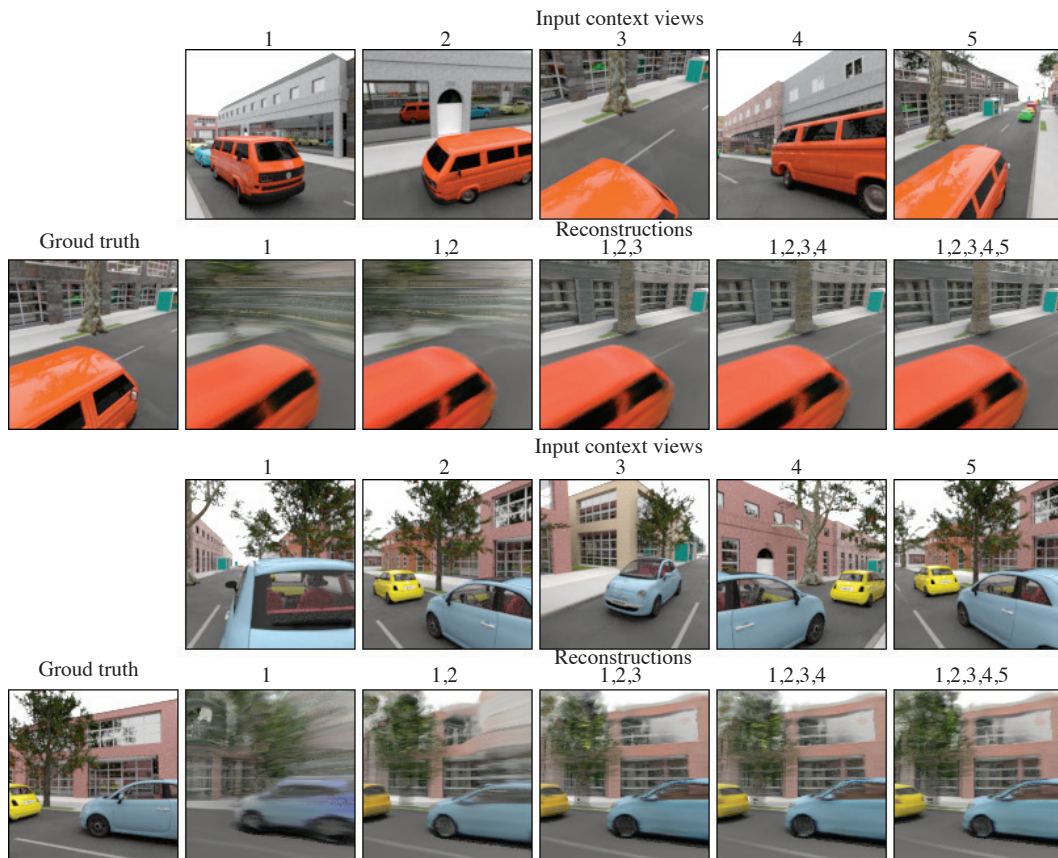 Input context views
1 2 3 4 5
Reconstructions
Groud truth 1 1,2 1,2,3 1,2,3,4 1,2,3,4,5
Input context views
1 2 3 4 5
Reconstructions
Groud truth 1 1,2 1,2,3 1,2,3,4 1,2,3,4,5